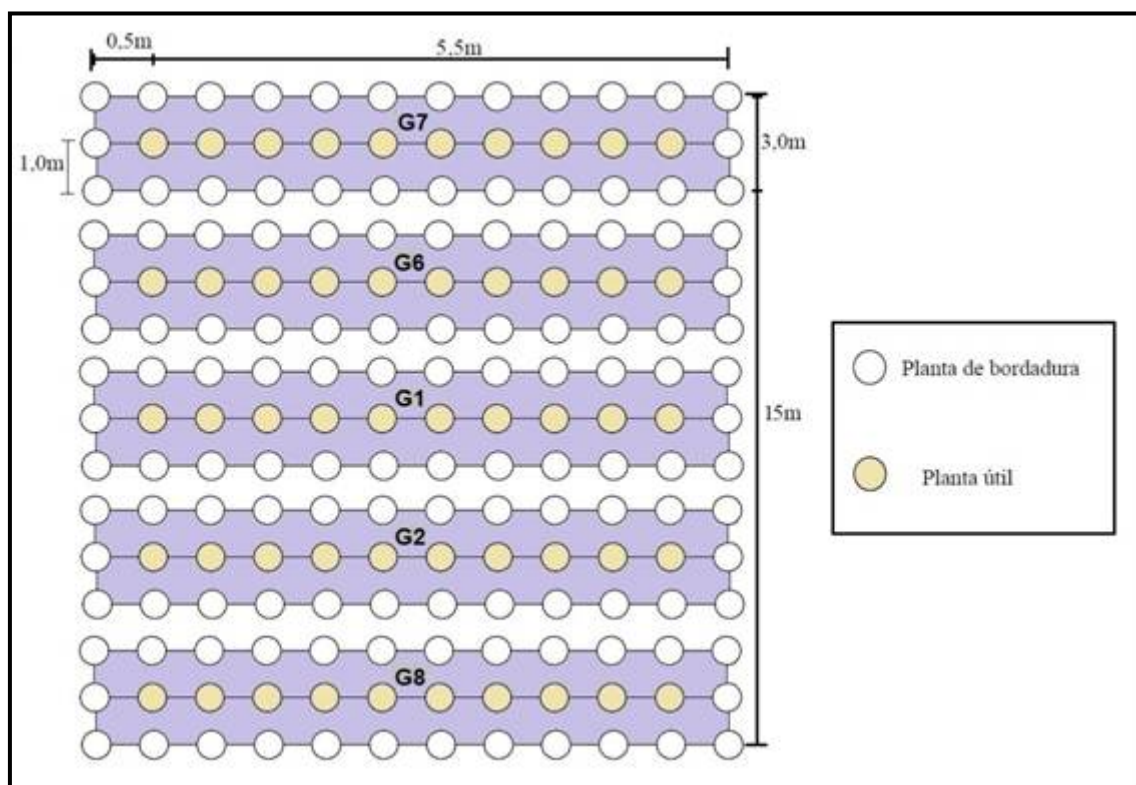 0,5m
5,5m
G7
1,0m
3,0m
G6
G1
15m
G2
G8
Planta de bordadura
Planta útil